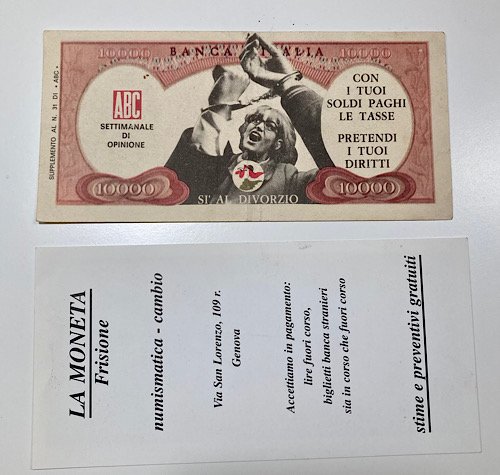 10000
BANCA D'ITALIA
10000
SUPPLEMENTO AL N. 31 DI • ABC •
ABC
SETTIMANALE DI
OPINIONE
CON
I TUOI
SOLDI PAGHI
LE TASSE
PRETENDI
I TUOI
DIRITTI
10000
SI' AL DIVORZIO
10000
LA MONETA
Frisione
numismatica - cambio
Via San Lorenzo, 109 r.
Genova
Accettiamo in pagamento:
lire fuori corso,
biglietti banca stranieri
sia in corso che fuori corso
stime e preventivi gratuiti